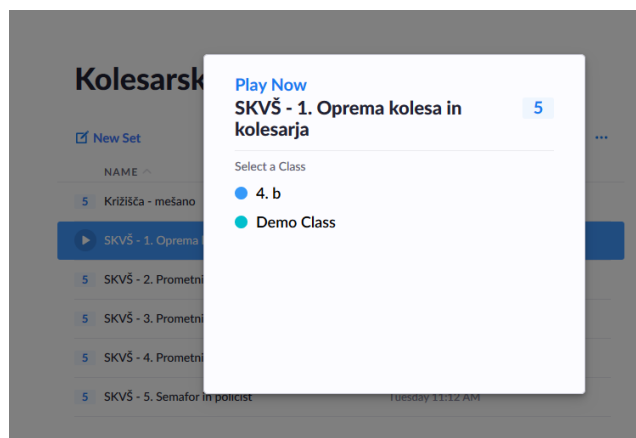 Kolesarsk
New Set
...
NAME
5 Križišča - mešano
SKVŠ - 1. Oprema
5 SKVŠ - 2. Prometni
5 SKVŠ - 3. Prometni
5 SKVŠ - 4. Prometni
5 SKVŠ - 5. Semafor in policist Tuesday 11:12 AM
Play Now
SKVŠ - 1. Oprema kolesa in
kolesarja
5
Select a Class
4. b
Demo Class